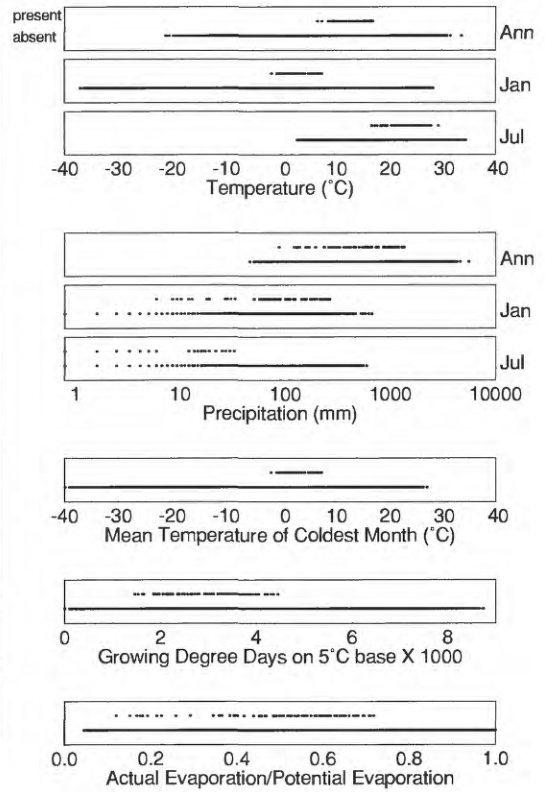 present
absent
Ann
Jan
Jul
-40 -30 -20 -10 0 10 20 30 40
Temperature (˚C)
Ann
Jan
Jul
1 10 100 1000 10000
Precipitation (mm)
-40 -30 -20 -10 0 10 20 30 40
Mean Temperature of Coldest Month (˚C)
0 2 4 6 8
Growing Degree Days on 5˚C base X 1000
0.0 0.2 0.4 0.6 0.8 1.0
Actual Evaporation/Potential Evaporation